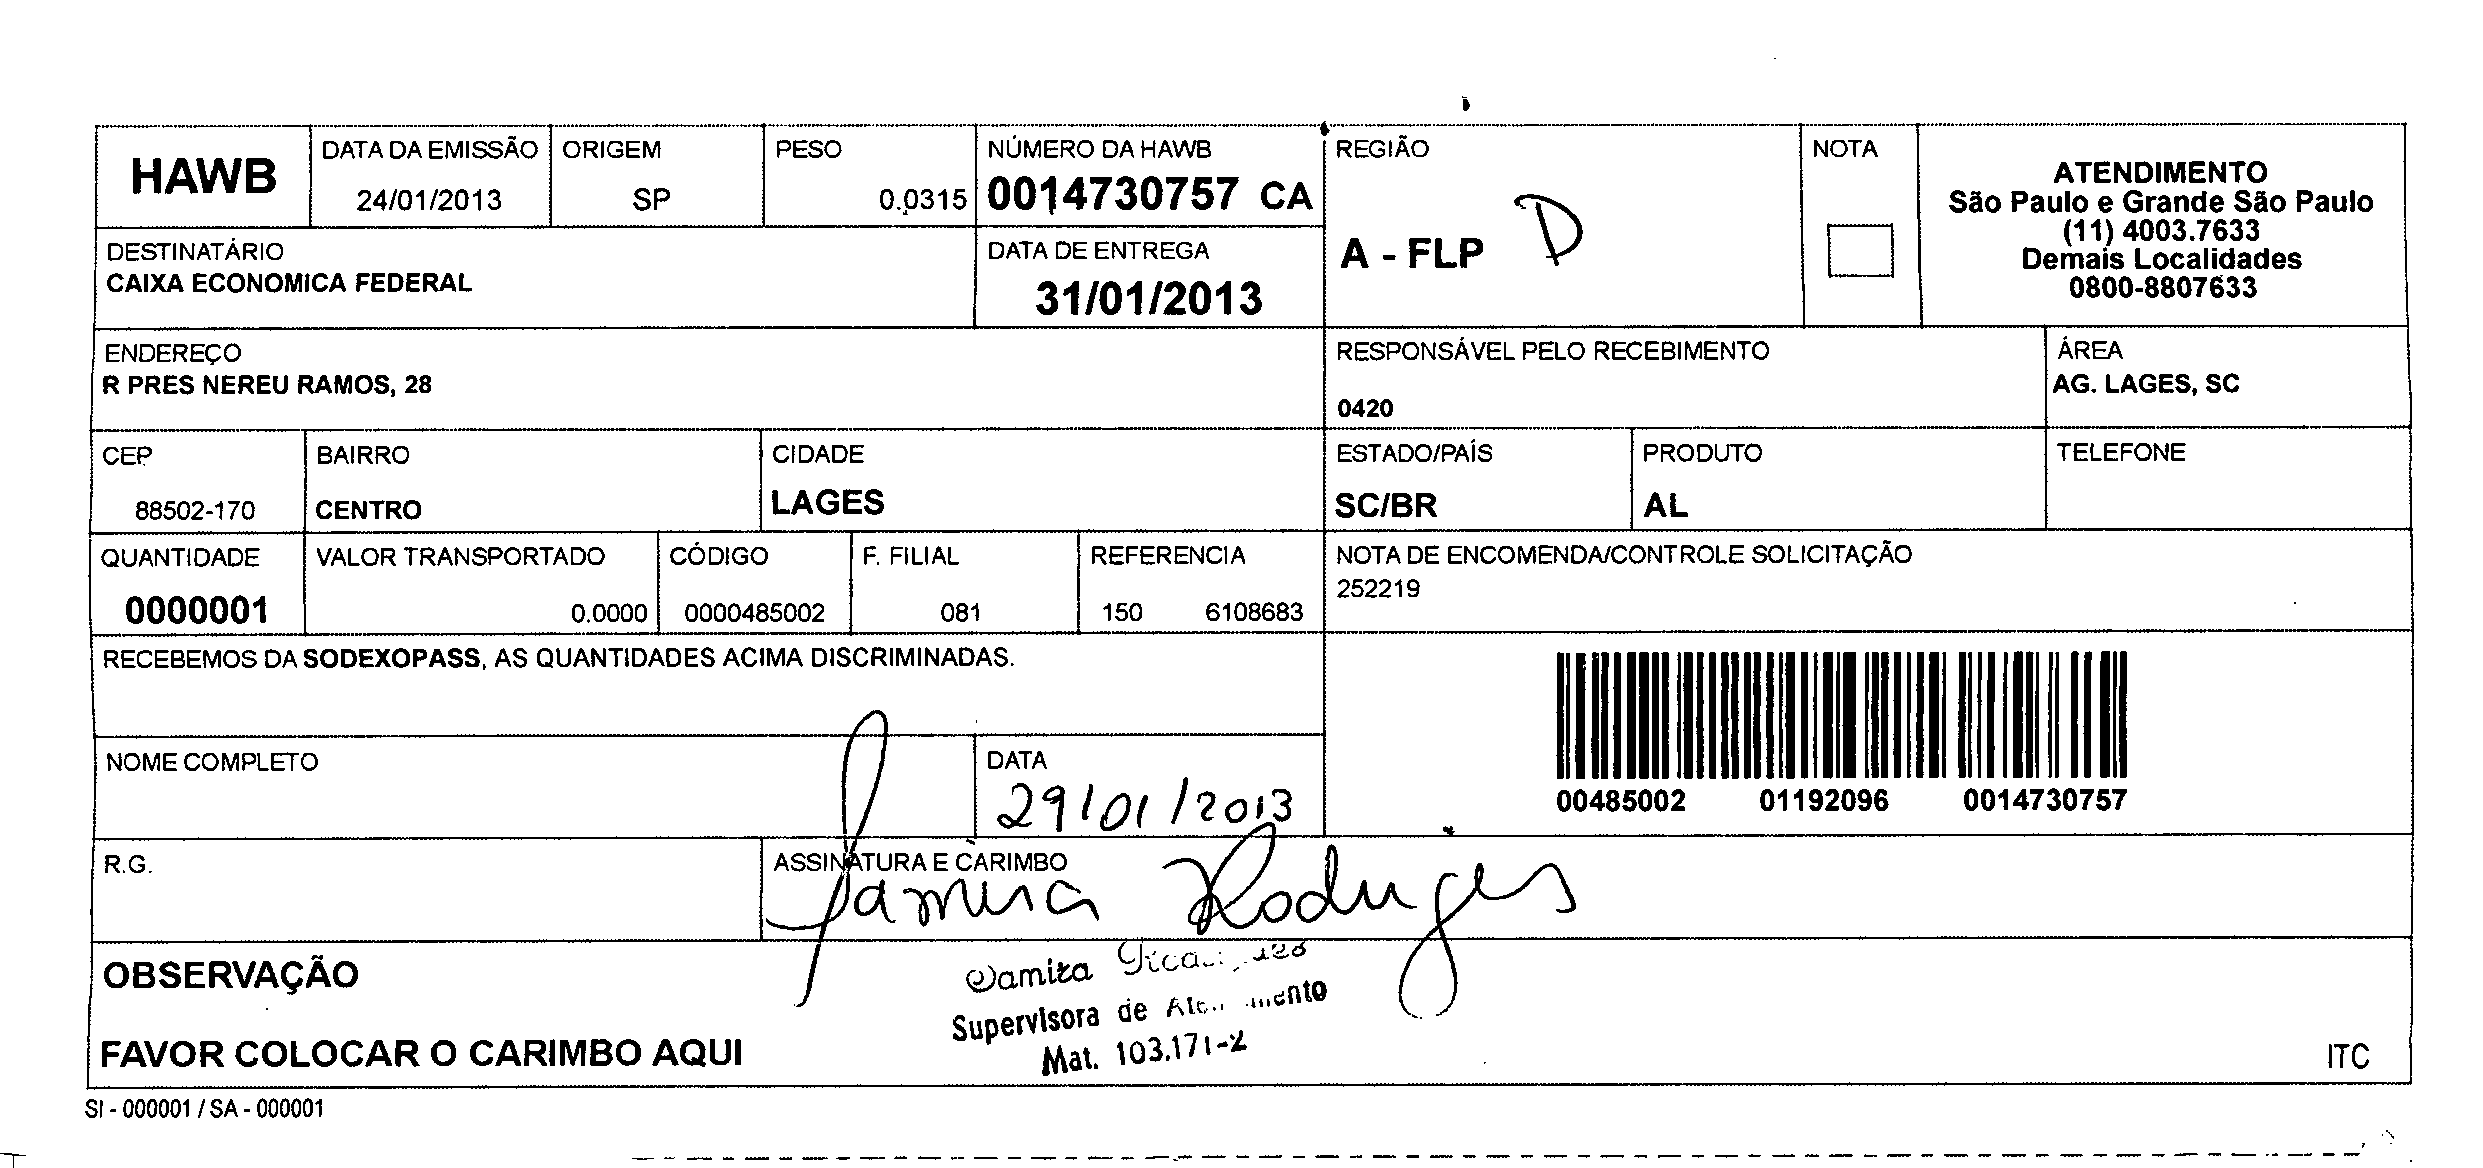 HAWB
DATA DA EMISSÃO
24/01/2013
ORIGEM
SP
PESO
0.0315
NÚMERO DA HAWB
0014730757 CA
REGIÃO
A - FLP D
NOTA
ATENDIMENTO
São Paulo e Grande São Paulo
(11) 4003.7633
Demais Localidades
0800-8807633
DESTINATÁRIO
CAIXA ECONOMICA FEDERAL
DATA DE ENTREGA
31/01/2013
ENDEREÇO
R PRES NEREU RAMOS, 28
RESPONSÁVEL PELO RECEBIMENTO
0420
ÁREA
AG. LAGES, SC
CEP
88502-170
BAIRRO
CENTRO
CIDADE
LAGES
ESTADO/PAÍS
SC/BR
PRODUTO
AL
TELEFONE
QUANTIDADE
0000001
VALOR TRANSPORTADO
0.0000
CÓDIGO
0000485002
F. FILIAL
081
REFERENCIA
150 6108683
NOTA DE ENCOMENDA/CONTROLE SOLICITAÇÃO
252219
RECEBEMOS DA SODEXOPASS, AS QUANTIDADES ACIMA DISCRIMINADAS.
00485002 01192096 0014730757
NOME COMPLETO
DATA
29/01/2013
R.G.
ASSINATURA E CARIMBO
Samira Rodrigues
OBSERVAÇÃO
Supervisora de
Mat. 103.171-2
FAVOR COLOCAR O CARIMBO AQUI
ITC
SI - 000001 / SA - 000001